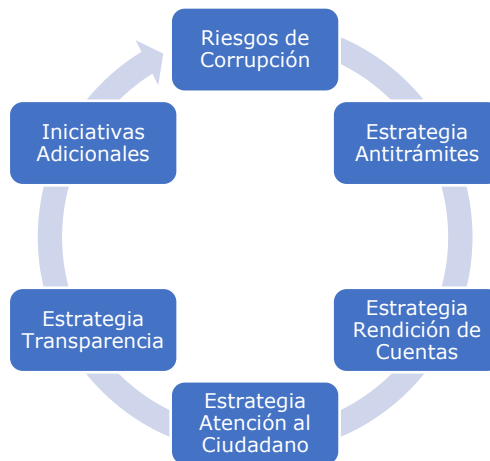 Riesgos de
Corrupción
Estrategia
Antitrámites
Estrategia
Rendición de
Cuentas
Estrategia
Atención al
Ciudadano
Estrategia
Transparencia
Iniciativas
Adicionales